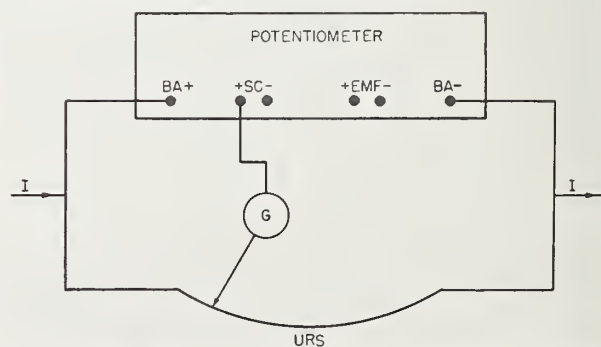 POTENTIOMETER
BA+ +SC- +EMF- BA-
I I
G
URS